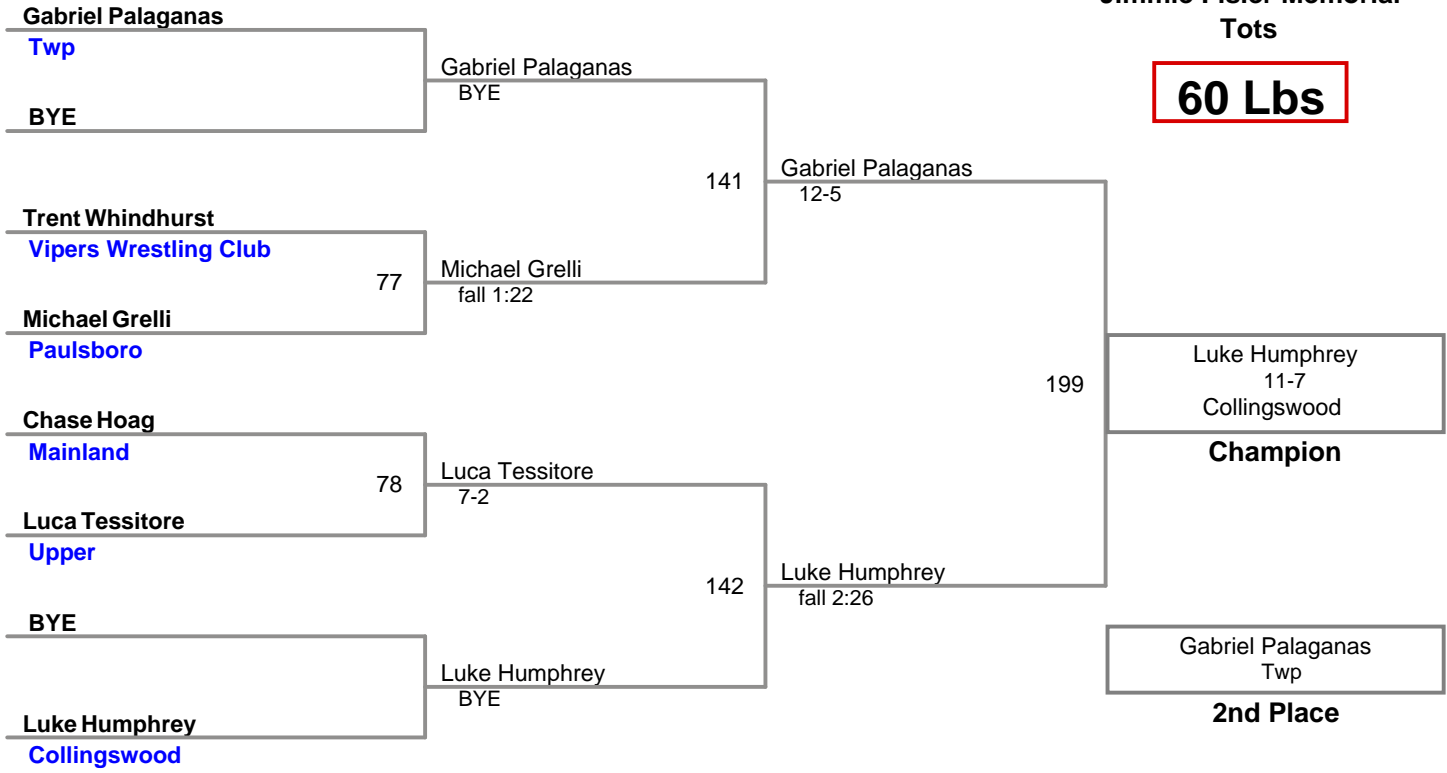 Tots
60 Lbs
Gabriel Palaganas
Twp
BYE
Trent Whindhurst
Vipers Wrestling Club
Michael Grelli
Paulsboro
Chase Hoag
Mainland
Luca Tessitore
Upper
BYE
Luke Humphrey
Collingswood
Gabriel Palaganas
BYE
77
Michael Grelli
fall 1:22
78
Luca Tessitore
7-2
Luke Humphrey
BYE
141
Gabriel Palaganas
12-5
142
Luke Humphrey
fall 2:26
199
Luke Humphrey
11-7
Collingswood
Champion
Gabriel Palaganas
Twp
2nd Place